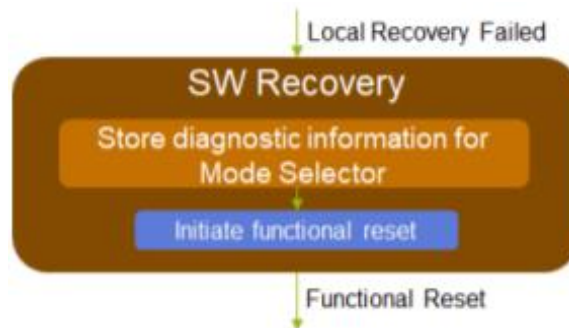 Local Recovery Failed
SW Recovery
Store diagnostic information for
Mode Selector
Initiate functional reset
Functional Reset